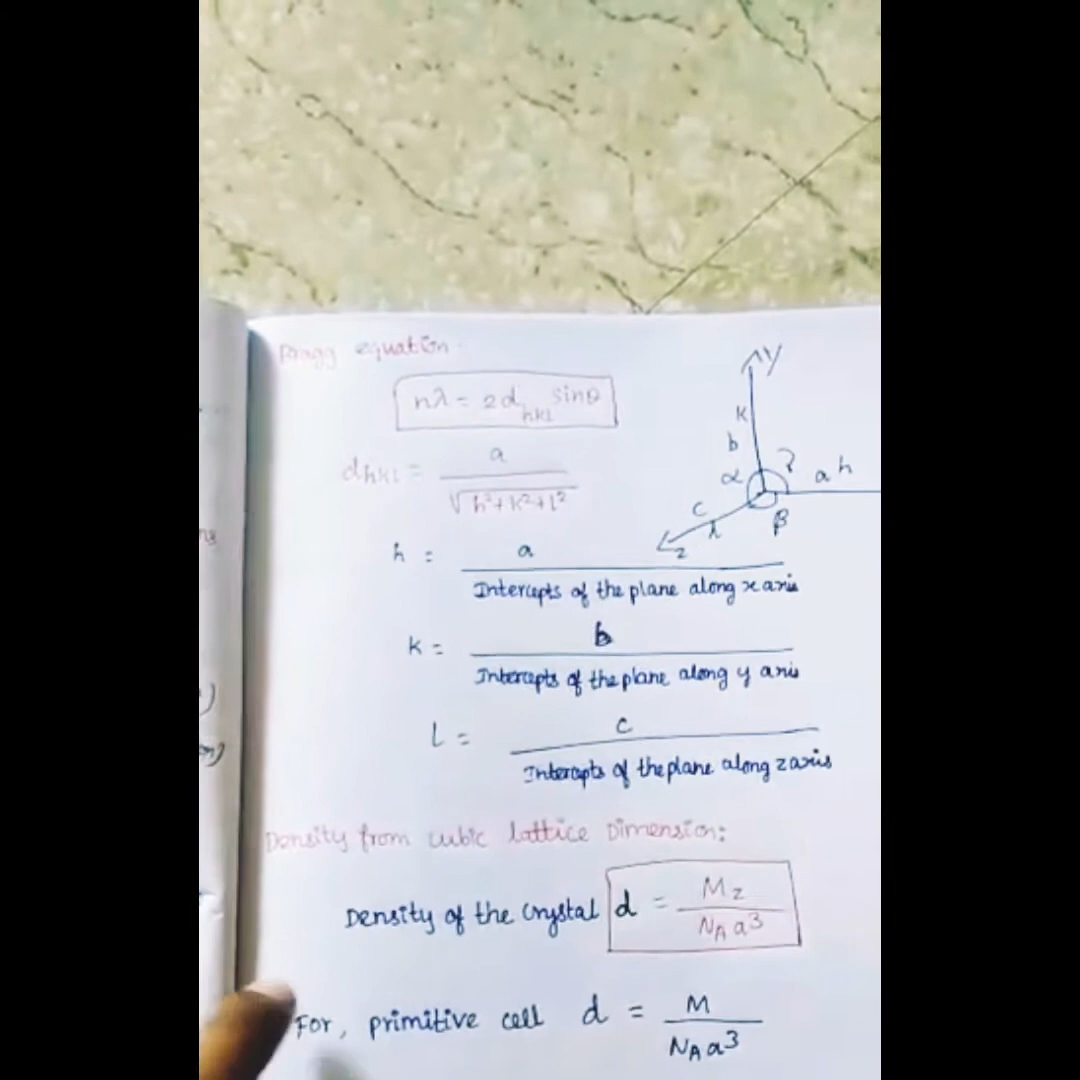 Bragg equation
nλ = 2d_hkl sinθ
d_hkl = a / √h²+k²+l²
h = a / Intercepts of the plane along x axis
k = b / Intercepts of the plane along y axis
l = c / Intercepts of the plane along z axis
Y
k
b
α
a h
c
β
z
Density from cubic lattice Dimension:
Density of the crystal d = Mz / N_A a³
For, primitive cell d = M / N_A a³